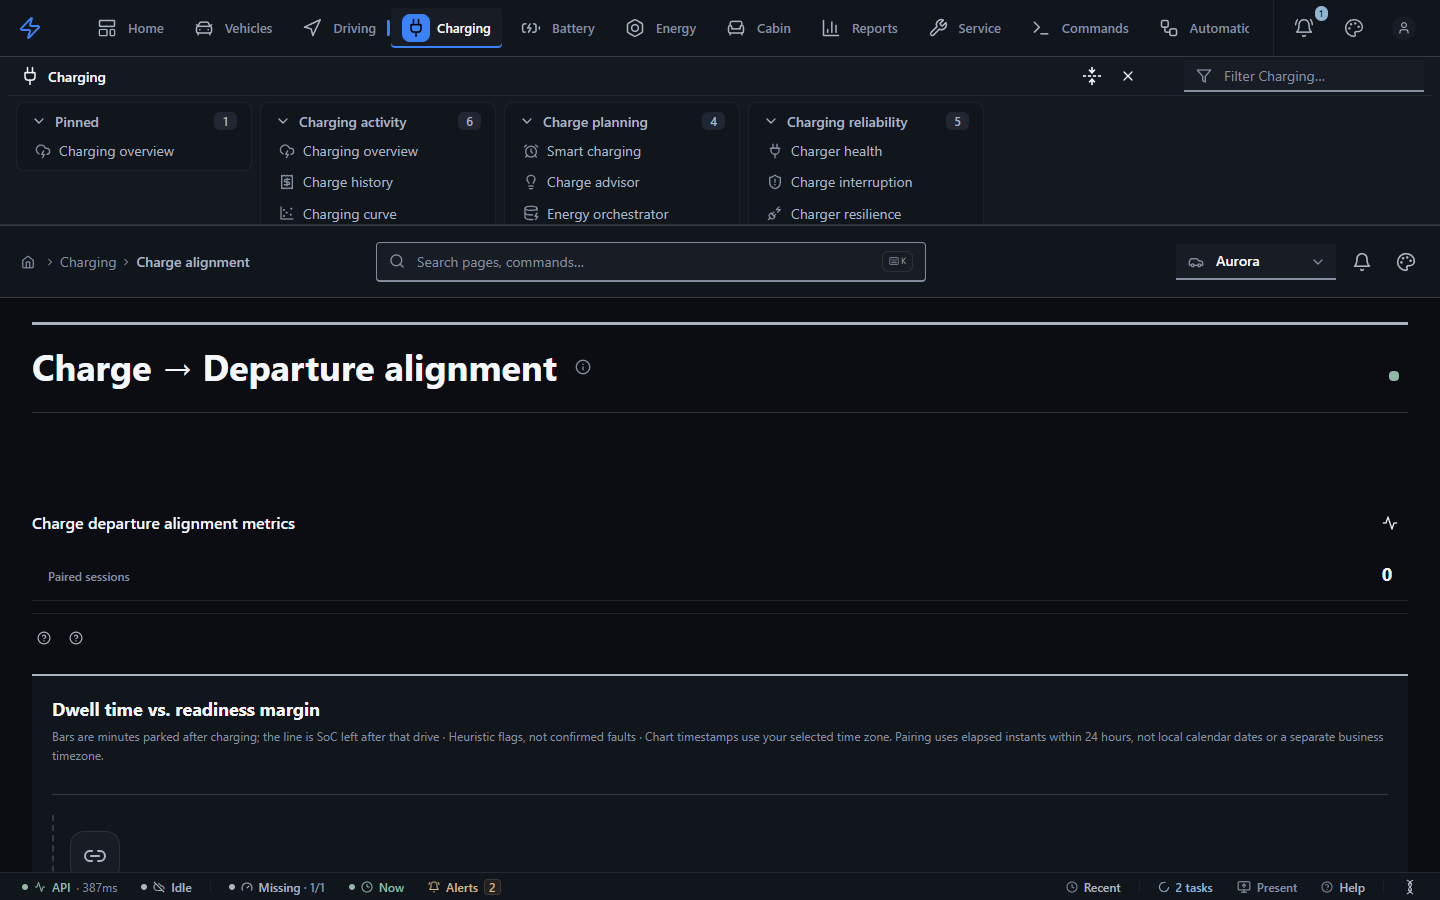 Home
Vehicles
Driving
Charging
Battery
Energy
Cabin
Reports
Service
Commands
Automatic
1
Charging
Filter Charging...
Pinned 1
Charging overview
Charging activity 6
Charging overview
Charge history
Charging curve
Charge planning 4
Smart charging
Charge advisor
Energy orchestrator
Charging reliability 5
Charger health
Charge interruption
Charger resilience
Charging
Charge alignment
Search pages, commands...
K
Aurora
Charge → Departure alignment
Charge departure alignment metrics
Paired sessions 0
Dwell time vs. readiness margin
Bars are minutes parked after charging; the line is SoC left after that drive · Heuristic flags, not confirmed faults · Chart timestamps use your selected time zone. Pairing uses elapsed instants within 24 hours, not local calendar dates or a separate business
timezone.
API · 387ms
Idle
Missing · 1/1
Now
Alerts 2
Recent
2 tasks
Present
Help